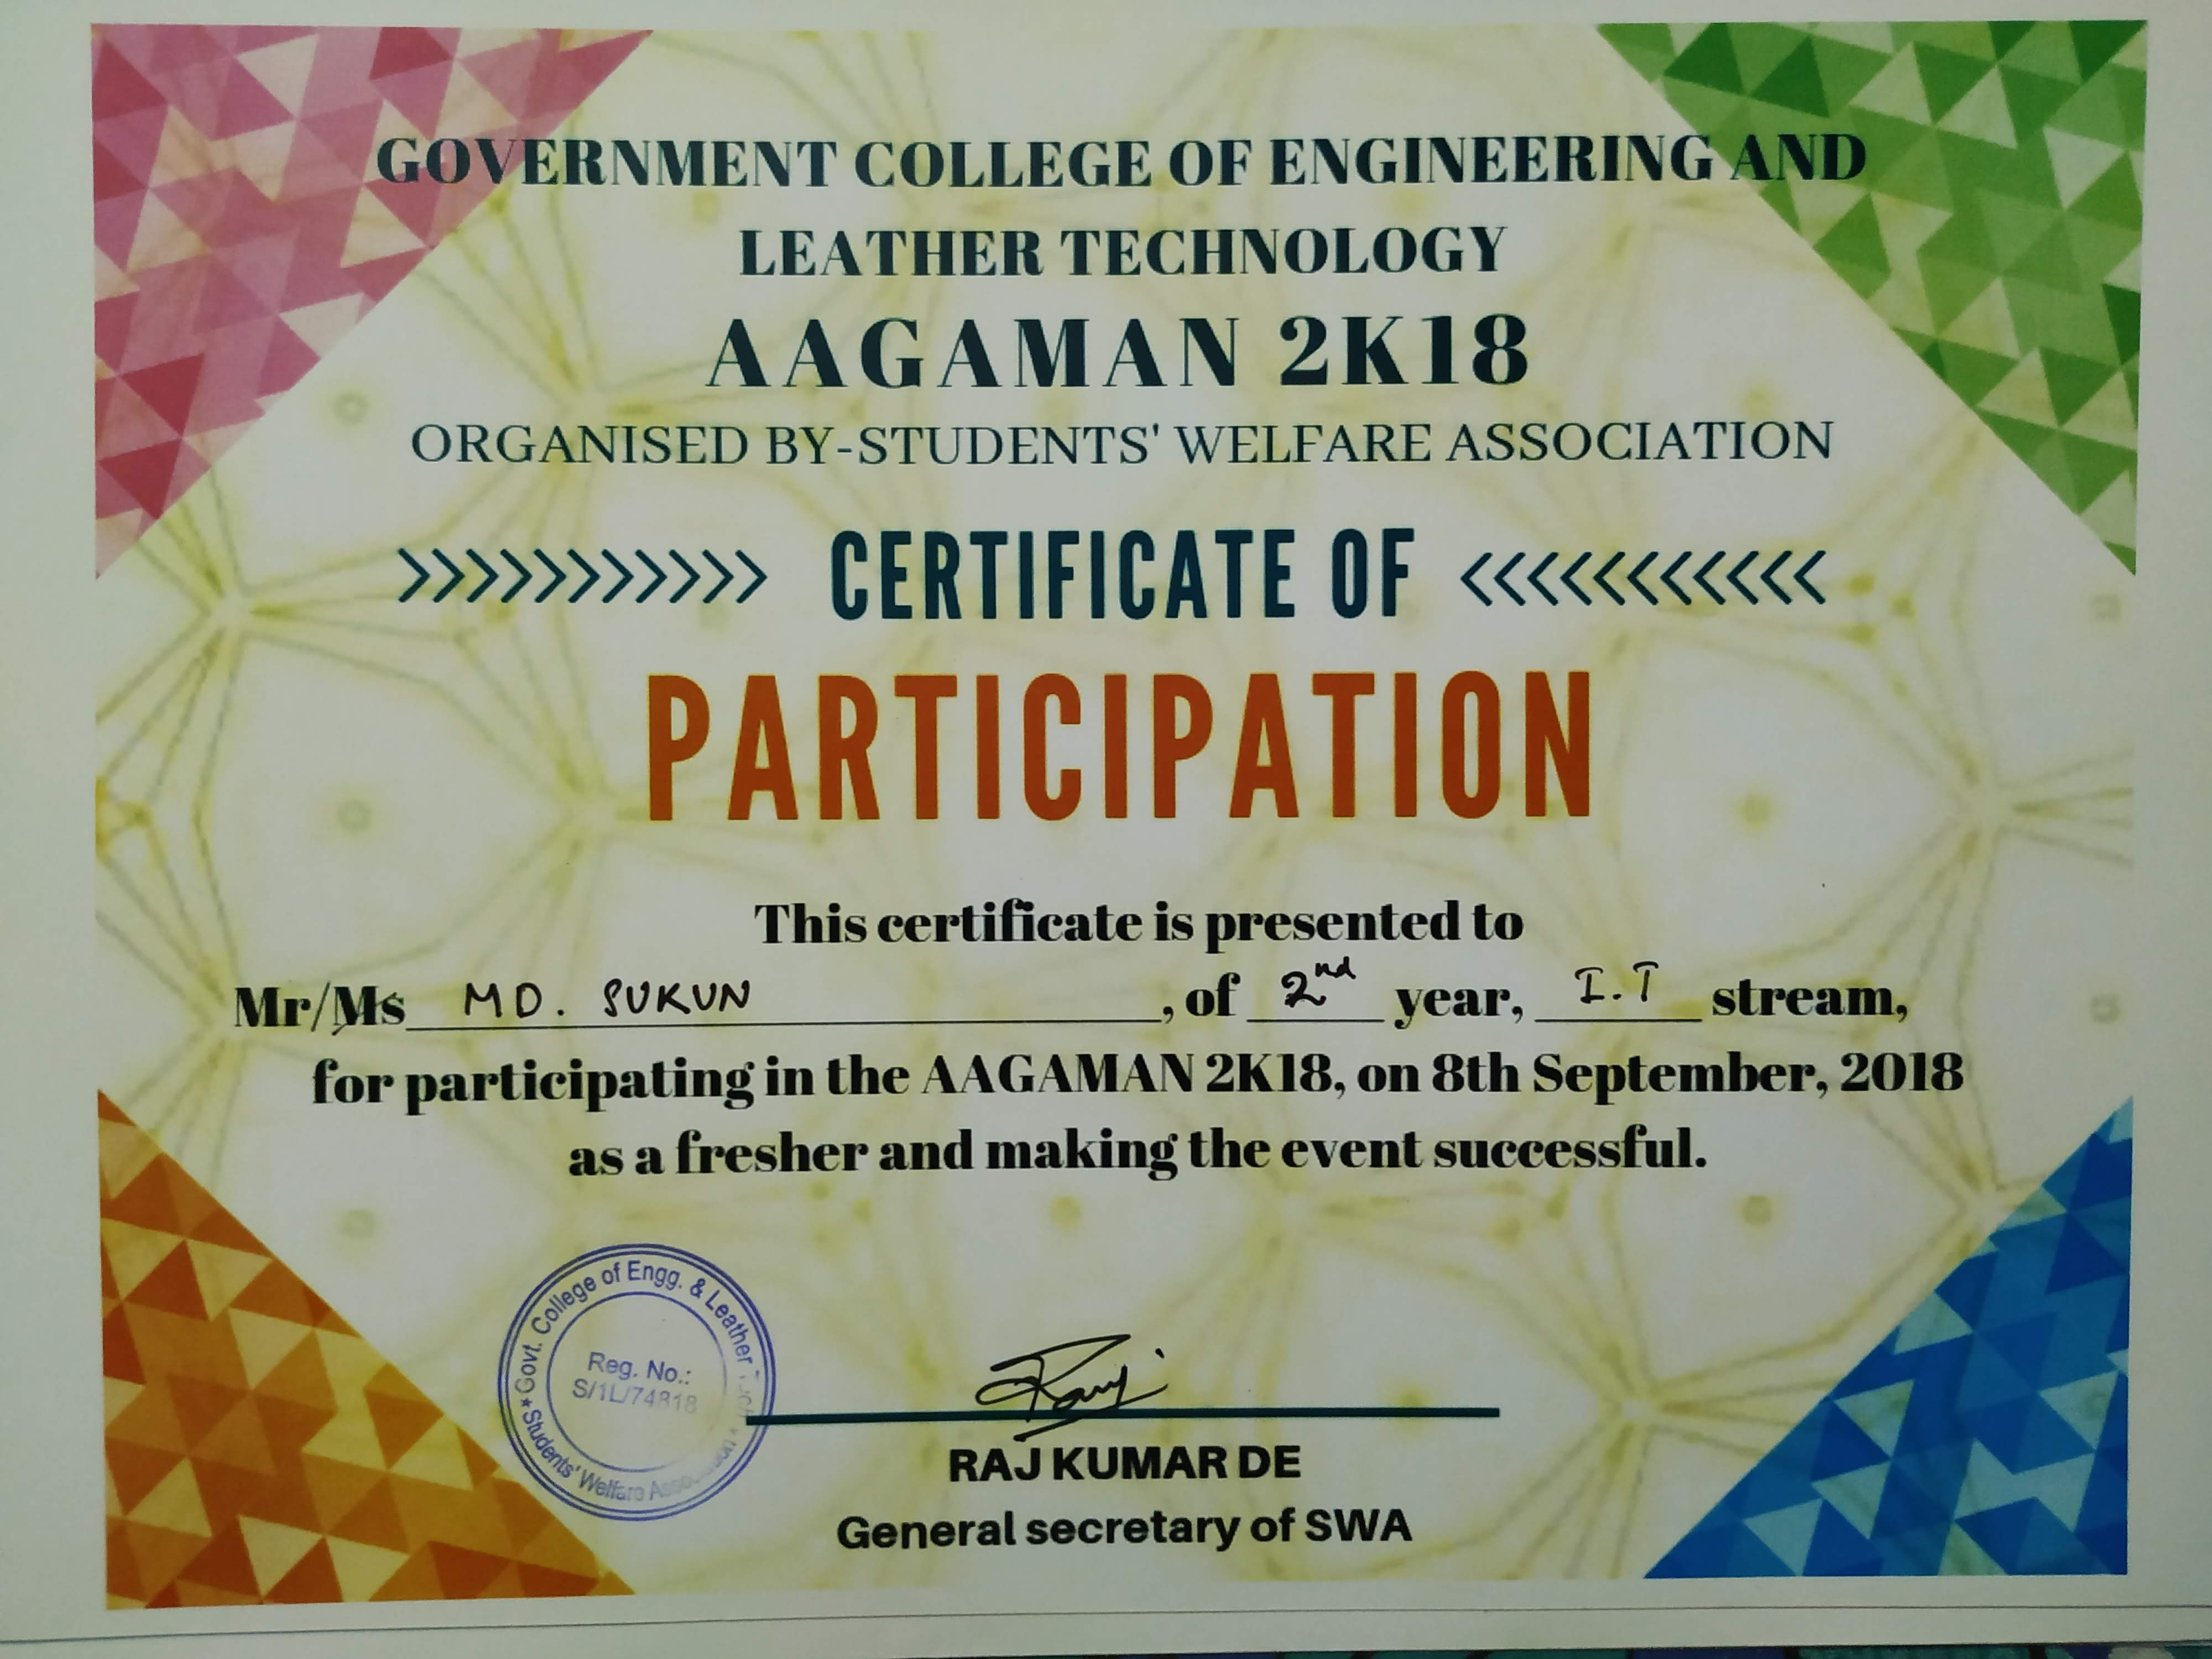 GOVERNMENT COLLEGE OF ENGINEERING AND
LEATHER TECHNOLOGY
AAGAMAN 2K18
ORGANISED BY-STUDENTS' WELFARE ASSOCIATION
>>>>>>>>>>> CERTIFICATE OF <<<<<<<<<<<
PARTICIPATION
This certificate is presented to
Mr/Ms MD. SUKUN, of 2nd year, I.T stream,
for participating in the AAGAMAN 2K18, on 8th September, 2018
as a fresher and making the event successful.
Govt. College of Engg. & Leather
Reg. No.:
S/1L/74818
Students' Welfare Association
RAJ KUMAR DE
General secretary of SWA